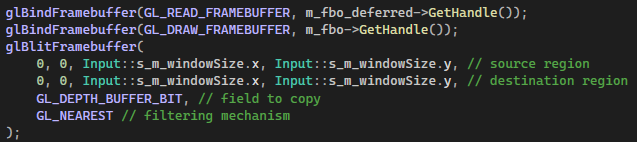 glBindFramebuffer(GL_READ_FRAMEBUFFER, m_fbo_deferred->GetHandle());
glBindFramebuffer(GL_DRAW_FRAMEBUFFER, m_fbo->GetHandle());
glBlitFramebuffer(
    0, 0, Input::s_m_windowSize.x, Input::s_m_windowSize.y, // source region
    0, 0, Input::s_m_windowSize.x, Input::s_m_windowSize.y, // destination region
    GL_DEPTH_BUFFER_BIT, // field to copy
    GL_NEAREST // filtering mechanism
);